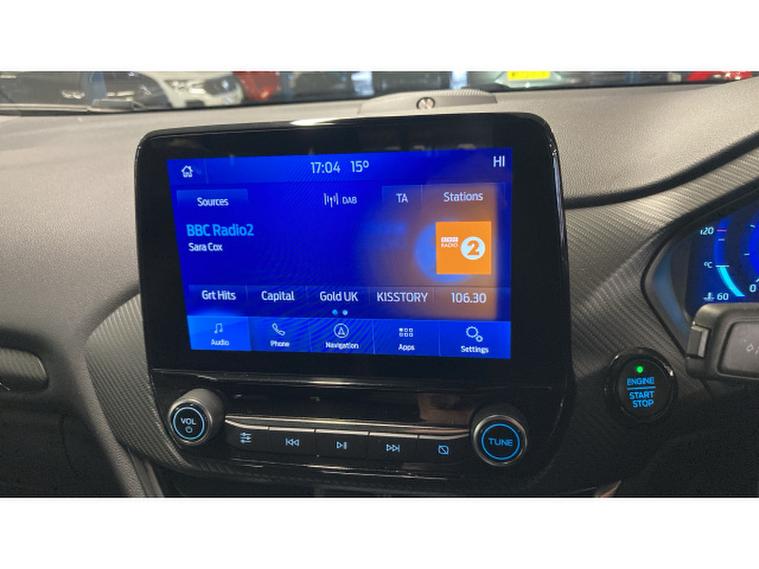 17:04 15° HI
Sources DAB TA Stations
BBC Radio2
Sara Cox
BBC
RADIO 2
Grt Hits Capital Gold UK KISSTORY 106.30
Audio Phone Navigation Apps Settings
VOL
TUNE
120
°C
60
0
ENGINE
START
STOP